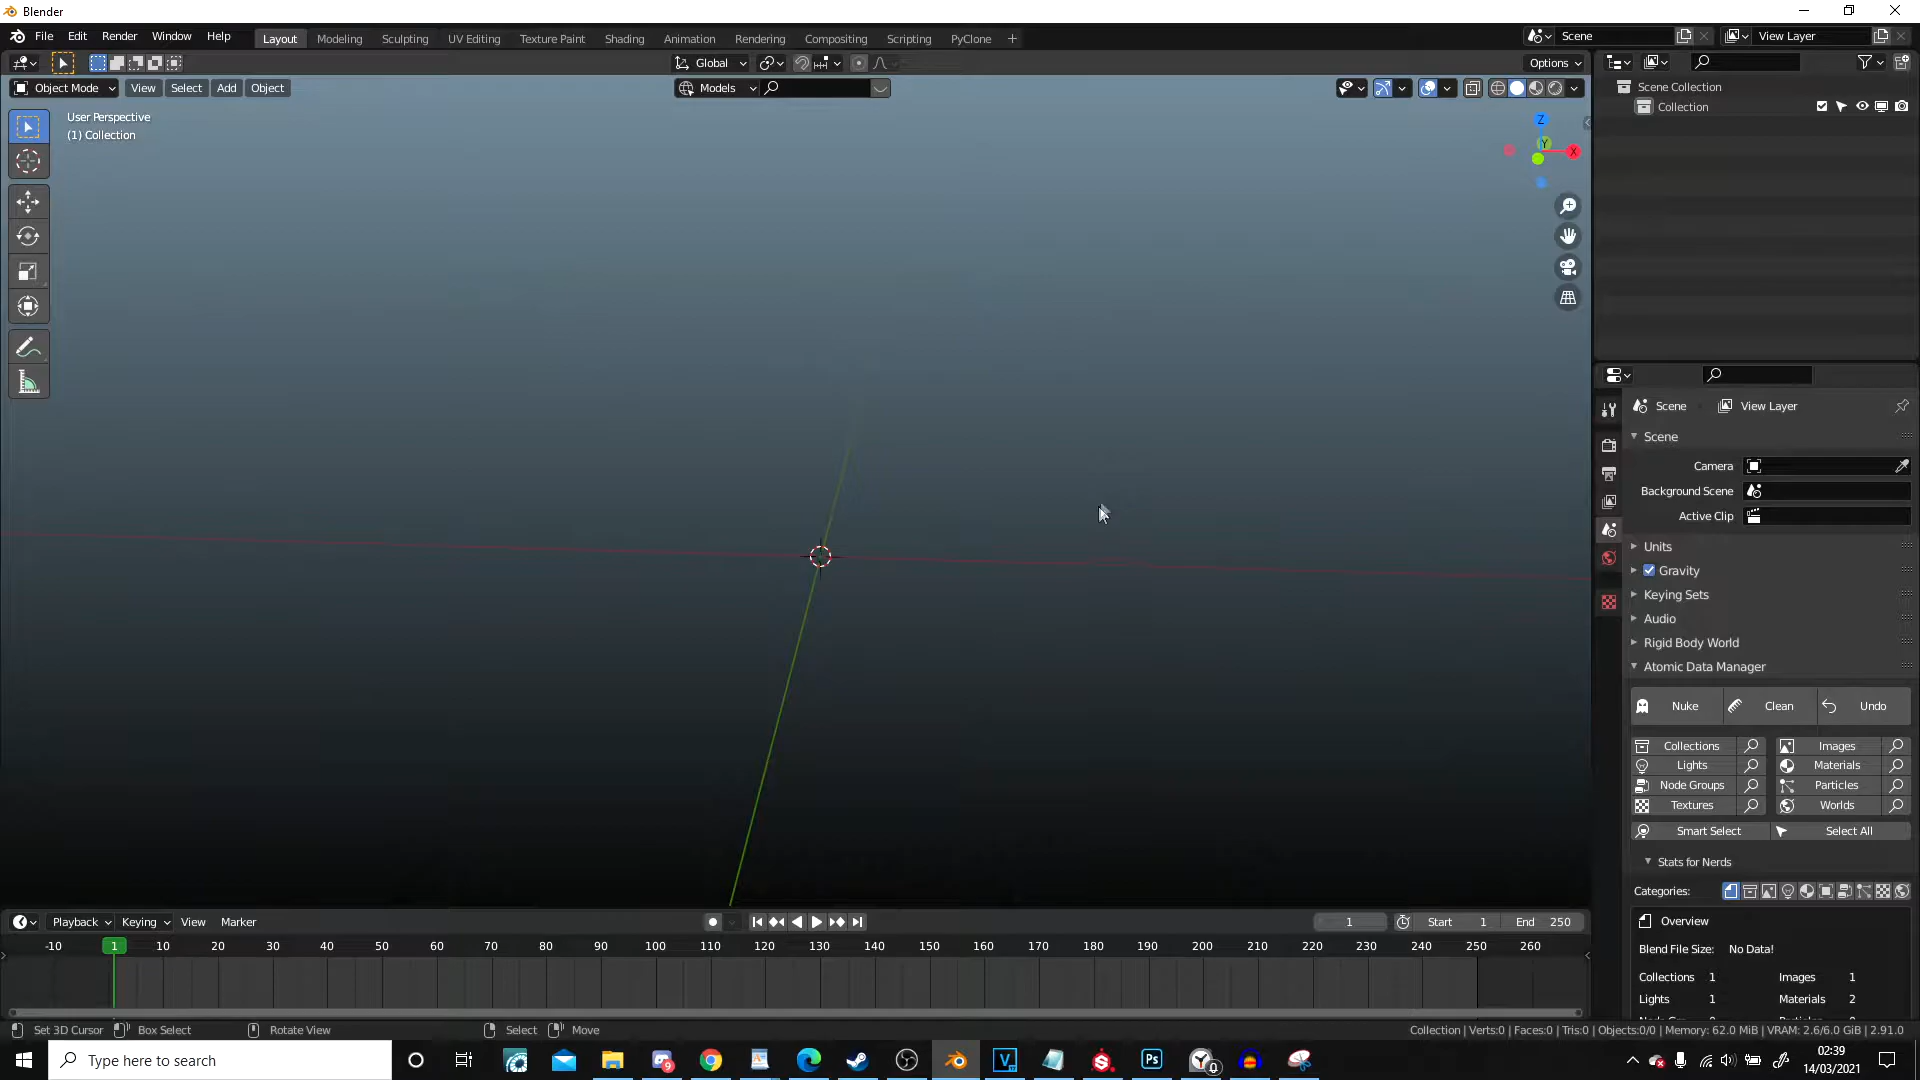 Blender
File Edit Render Window Help
Layout Modeling Sculpting UV Editing Texture Paint Shading Animation Rendering Compositing Scripting PyClone +
Scene
View Layer
Global
Options
Object Mode View Select Add Object
Models
User Perspective
(1) Collection
Z
Y
X
Scene Collection
Collection
Scene View Layer
Scene
Camera
Background Scene
Active Clip
Units
Gravity
Keying Sets
Audio
Rigid Body World
Atomic Data Manager
Nuke Clean Undo
Collections Images
Lights Materials
Node Groups Particles
Textures Worlds
Smart Select Select All
Stats for Nerds
Categories:
Overview
Blend File Size: No Data!
Collections 1 Images 1
Lights 1 Materials 2
Playback Keying View Marker
1 Start 1 End 250
-10 1 10 20 30 40 50 60 70 80 90 100 110 120 130 140 150 160 170 180 190 200 210 220 230 240 250 260
Set 3D Cursor Box Select Rotate View Select Move
Collection | Verts:0 | Faces:0 | Tris:0 | Objects:0/0 | Memory: 62.0 MiB | VRAM: 2.6/6.0 GiB | 2.91.0
Type here to search
9
Ps
0
02:39
14/03/2021